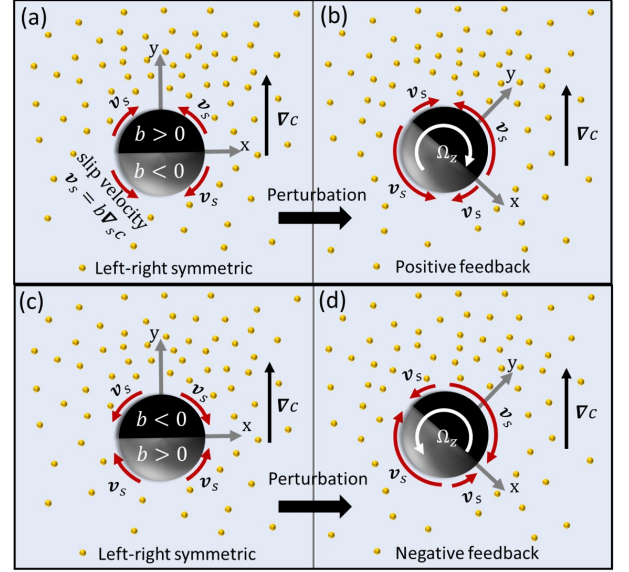 (a)
y
v_s
v_s
b > 0
x
b < 0
∇c
slip velocity
v_s = b∇_s c
v_s
Left-right symmetric
Perturbation
(b)
y
v_s
v_s
Ω_z
∇c
v_s
v_s
x
Positive feedback
(c)
y
v_s
v_s
b < 0
x
b > 0
∇c
v_s
v_s
Left-right symmetric
Perturbation
(d)
y
v_s
v_s
Ω_z
∇c
v_s
v_s
x
Negative feedback